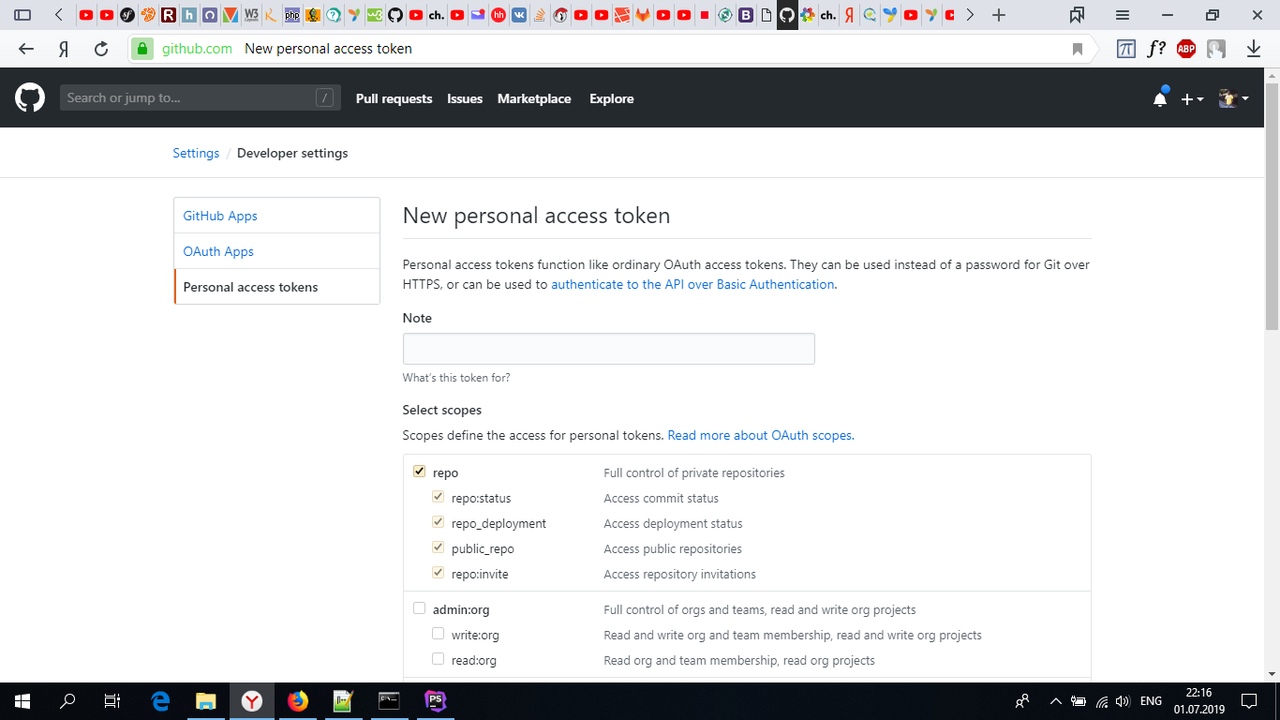 ch.
php
hh
ch.
Я
github.com New personal access token
π ƒ? ABP
Search or jump to... /
Pull requests Issues Marketplace Explore
Settings / Developer settings
GitHub Apps
OAuth Apps
Personal access tokens
New personal access token
Personal access tokens function like ordinary OAuth access tokens. They can be used instead of a password for Git over
HTTPS, or can be used to authenticate to the API over Basic Authentication.
Note
What's this token for?
Select scopes
Scopes define the access for personal tokens. Read more about OAuth scopes.
repo Full control of private repositories
repo:status Access commit status
repo_deployment Access deployment status
public_repo Access public repositories
repo:invite Access repository invitations
admin:org Full control of orgs and teams, read and write org projects
write:org Read and write org and team membership, read and write org projects
read:org Read org and team membership, read org projects
PS
ENG
22:16
01.07.2019